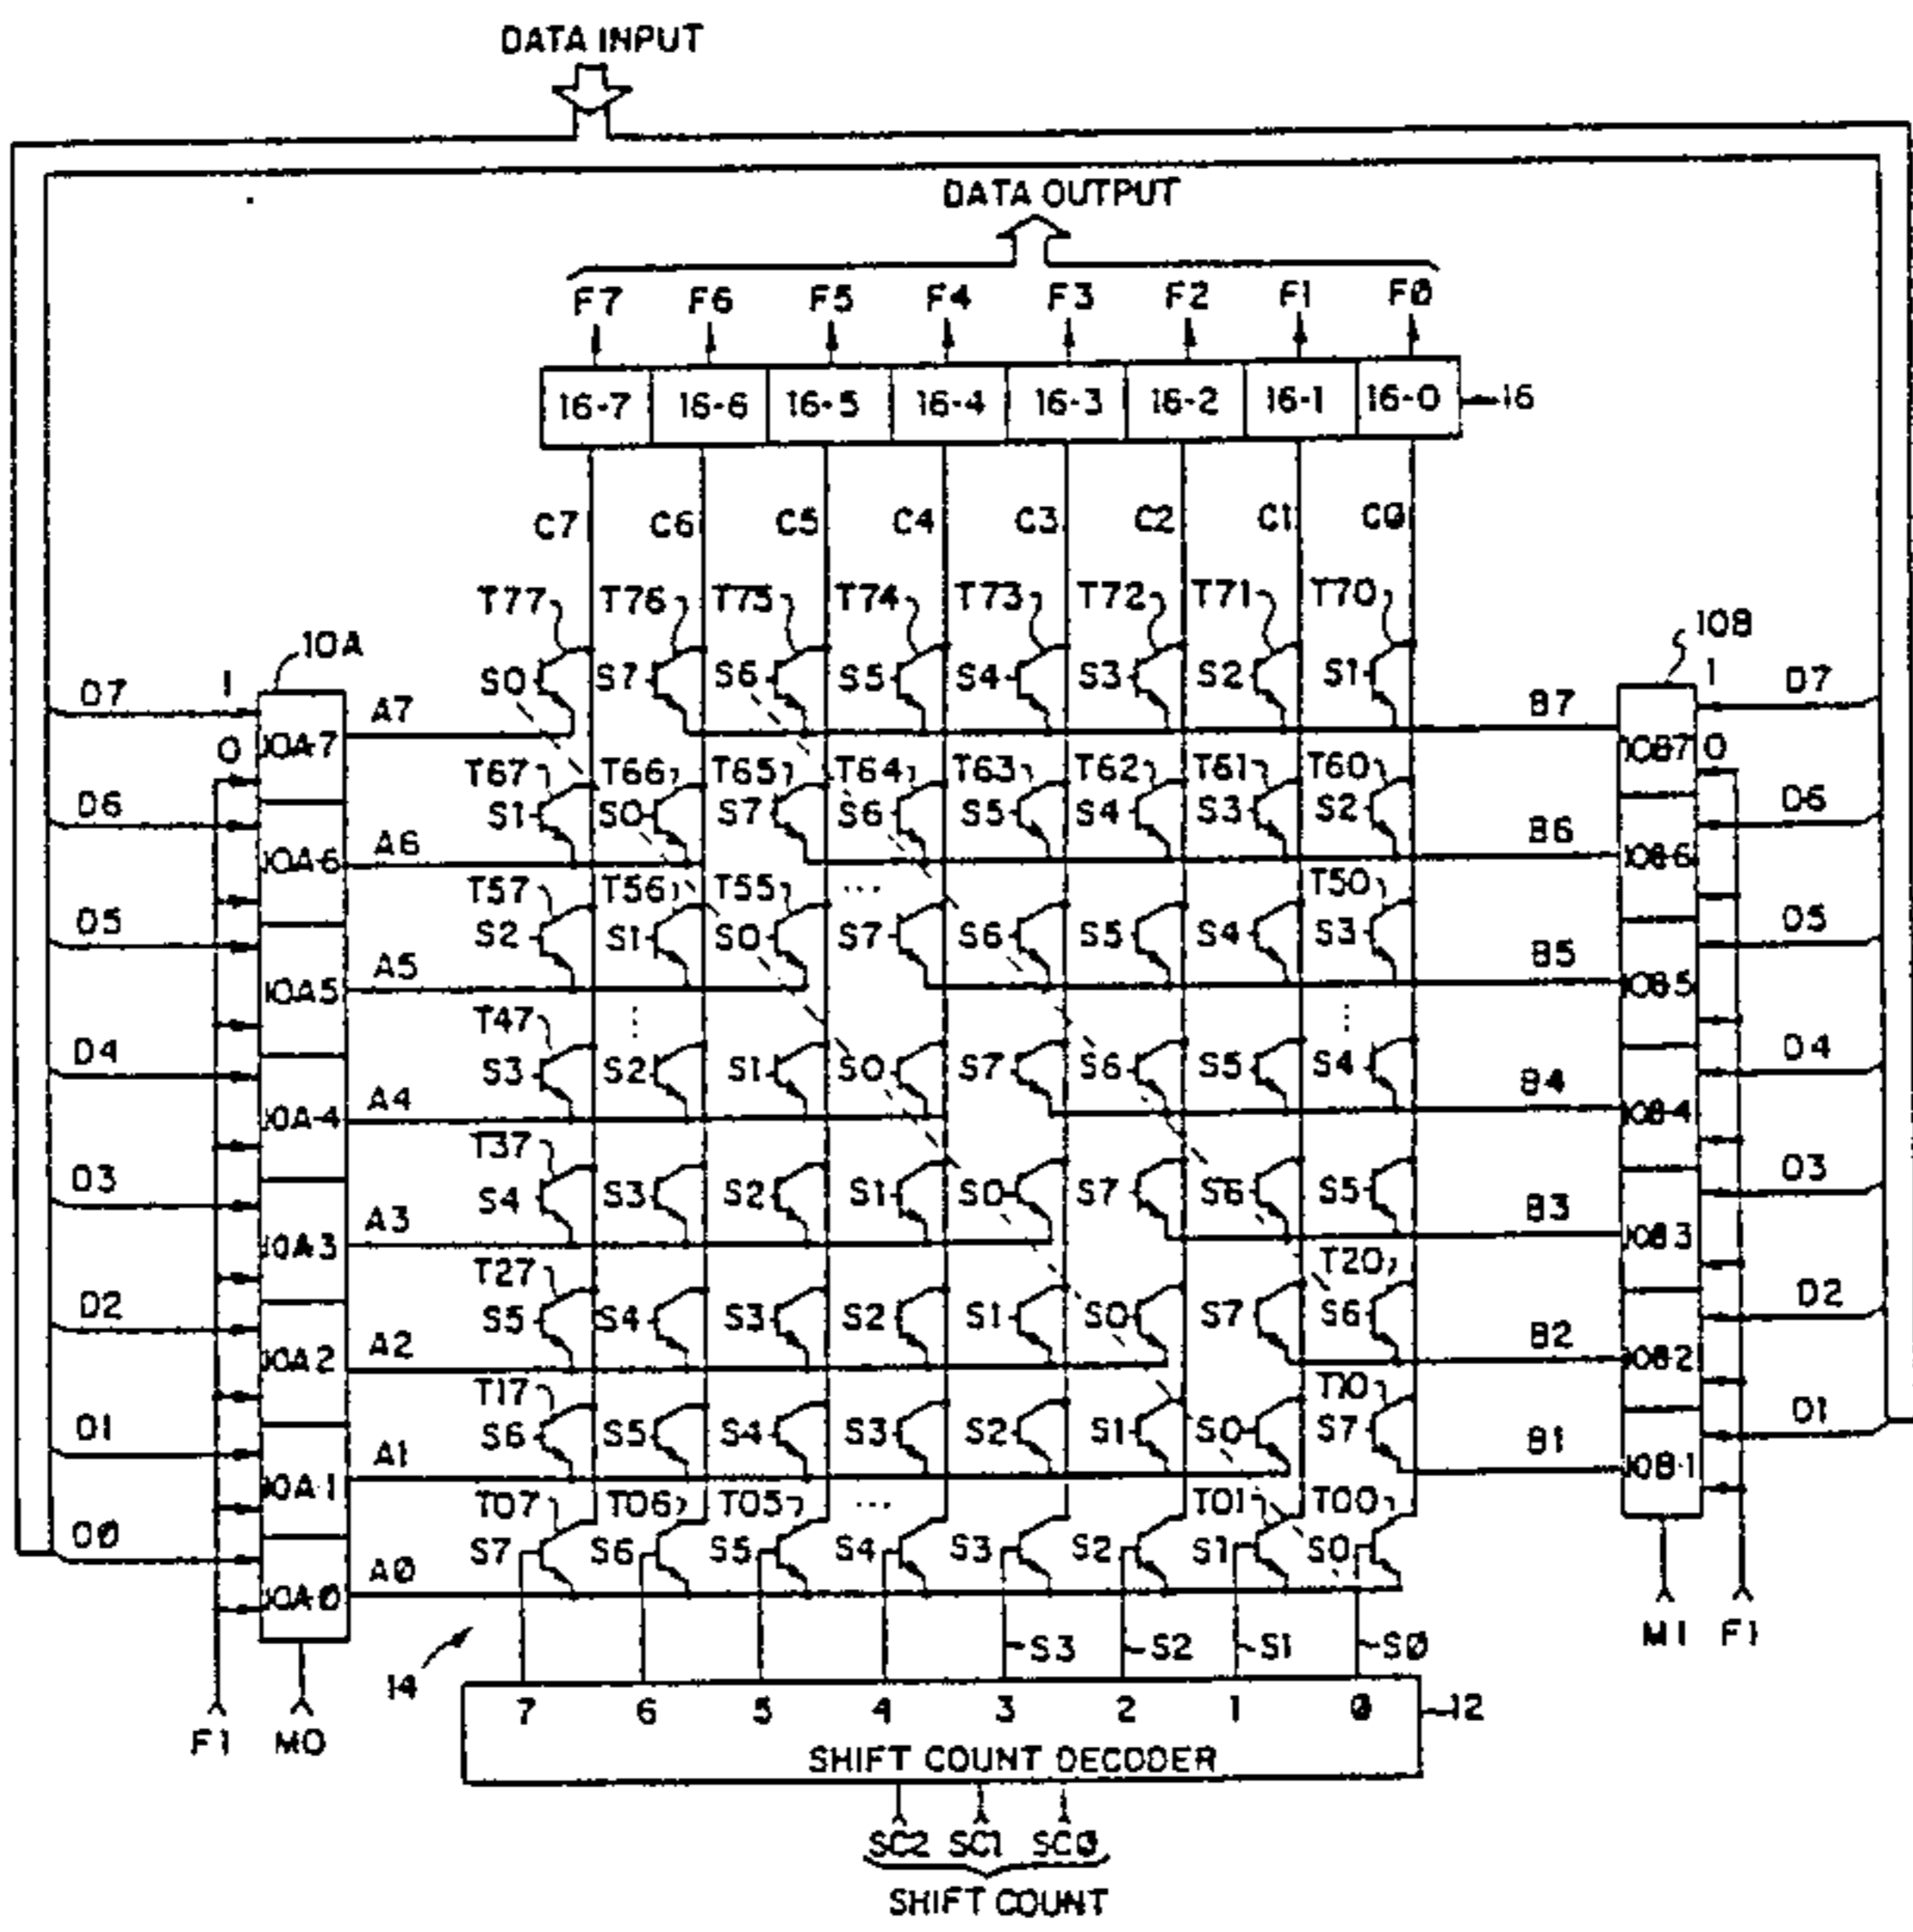 DATA INPUT
DATA OUTPUT
F7 F6 F5 F4 F3 F2 F1 F0
16-7 16-6 16-5 16-4 16-3 16-2 16-1 16-0 16
C7 C6 C5 C4 C3 C2 C1 C0
T77 T76 T75 T74 T73 T72 T71 T70
10A 10B
D7 1 A7 S0 S7 S6 S5 S4 S3 S2 S1 B7 1 D7
0 10A7 10B7 0
T67 T66 T65 T64 T63 T62 T61 T60
D6 A6 S1 S0 S7 S6 S5 S4 S3 S2 B6 D6
10A6 10B6
T57 T56 T55 ... T50
D5 A5 S2 S1 S0 S7 S6 S5 S4 S3 B5 D5
10A5 10B5
T47
D4 A4 S3 S2 S1 S0 S7 S6 S5 S4 B4 D4
10A4 10B4
T37
D3 A3 S4 S3 S2 S1 S0 S7 S6 S5 B3 D3
10A3 10B3
T27 T20
D2 A2 S5 S4 S3 S2 S1 S0 S7 S6 B2 D2
10A2 10B2
T17 T10
D1 A1 S6 S5 S4 S3 S2 S1 S0 S7 B1 D1
10A1 10B1
T07 T06 T05 ... T01 T00
D0 A0 S7 S6 S5 S4 S3 S2 S1 S0
10A0
14 S3 S2 S1 S0 M1 F1
F1 M0
7 6 5 4 3 2 1 0 12
SHIFT COUNT DECODER
SC2 SC1 SC0
SHIFT COUNT